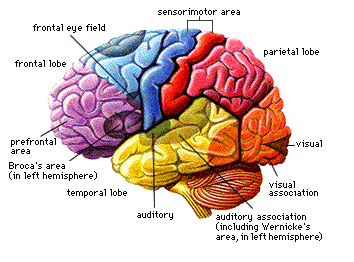 sensorimotor area
frontal eye field
parietal lobe
frontal lobe
prefrontal
area
visual
Broca's area
(in left hemisphere)
visual
association
temporal lobe
auditory
auditory association
(including Wernicke's
area, in left hemisphere)